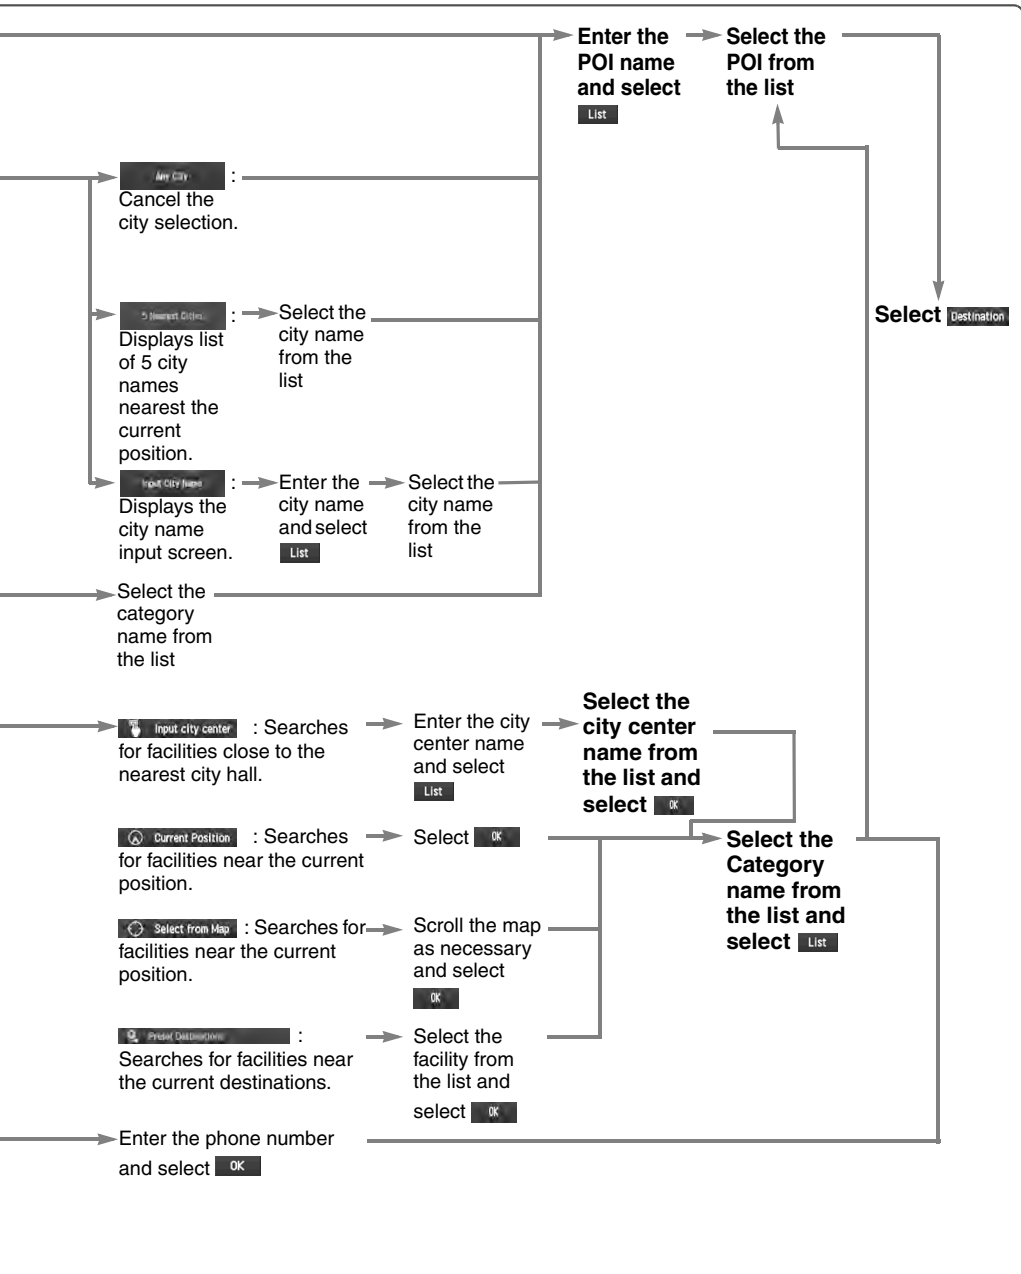 Enter the
POI name
and select
List
Select the
POI from
the list
Any City :
Cancel the
city selection.
5 Nearest Cities :
Displays list
of 5 city
names
nearest the
current
position.
Select the
city name
from the
list
Select Destination
Input City Name :
Displays the
city name
input screen.
Enter the
city name
and select
List
Select the
city name
from the
list
Select the
category
name from
the list
Input city center : Searches
for facilities close to the
nearest city hall.
Enter the city
center name
and select
List
Select the
city center
name from
the list and
select OK
Current Position : Searches
for facilities near the current
position.
Select OK
Select the
Category
name from
the list and
select List
Select from Map : Searches for
facilities near the current
position.
Scroll the map
as necessary
and select
OK
Preset Destinations :
Searches for facilities near
the current destinations.
Select the
facility from
the list and
select OK
Enter the phone number
and select OK